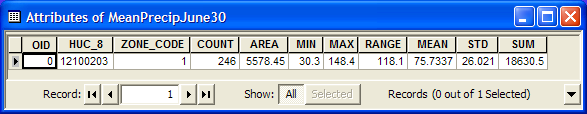 Attributes of MeanPrecipJune30
OID HUC_8 ZONE_CODE COUNT AREA MIN MAX RANGE MEAN STD SUM
0 12100203 1 246 5578.45 30.3 148.4 118.1 75.7337 26.021 18630.5
Record: 1 Show: All Selected Records (0 out of 1 Selected)